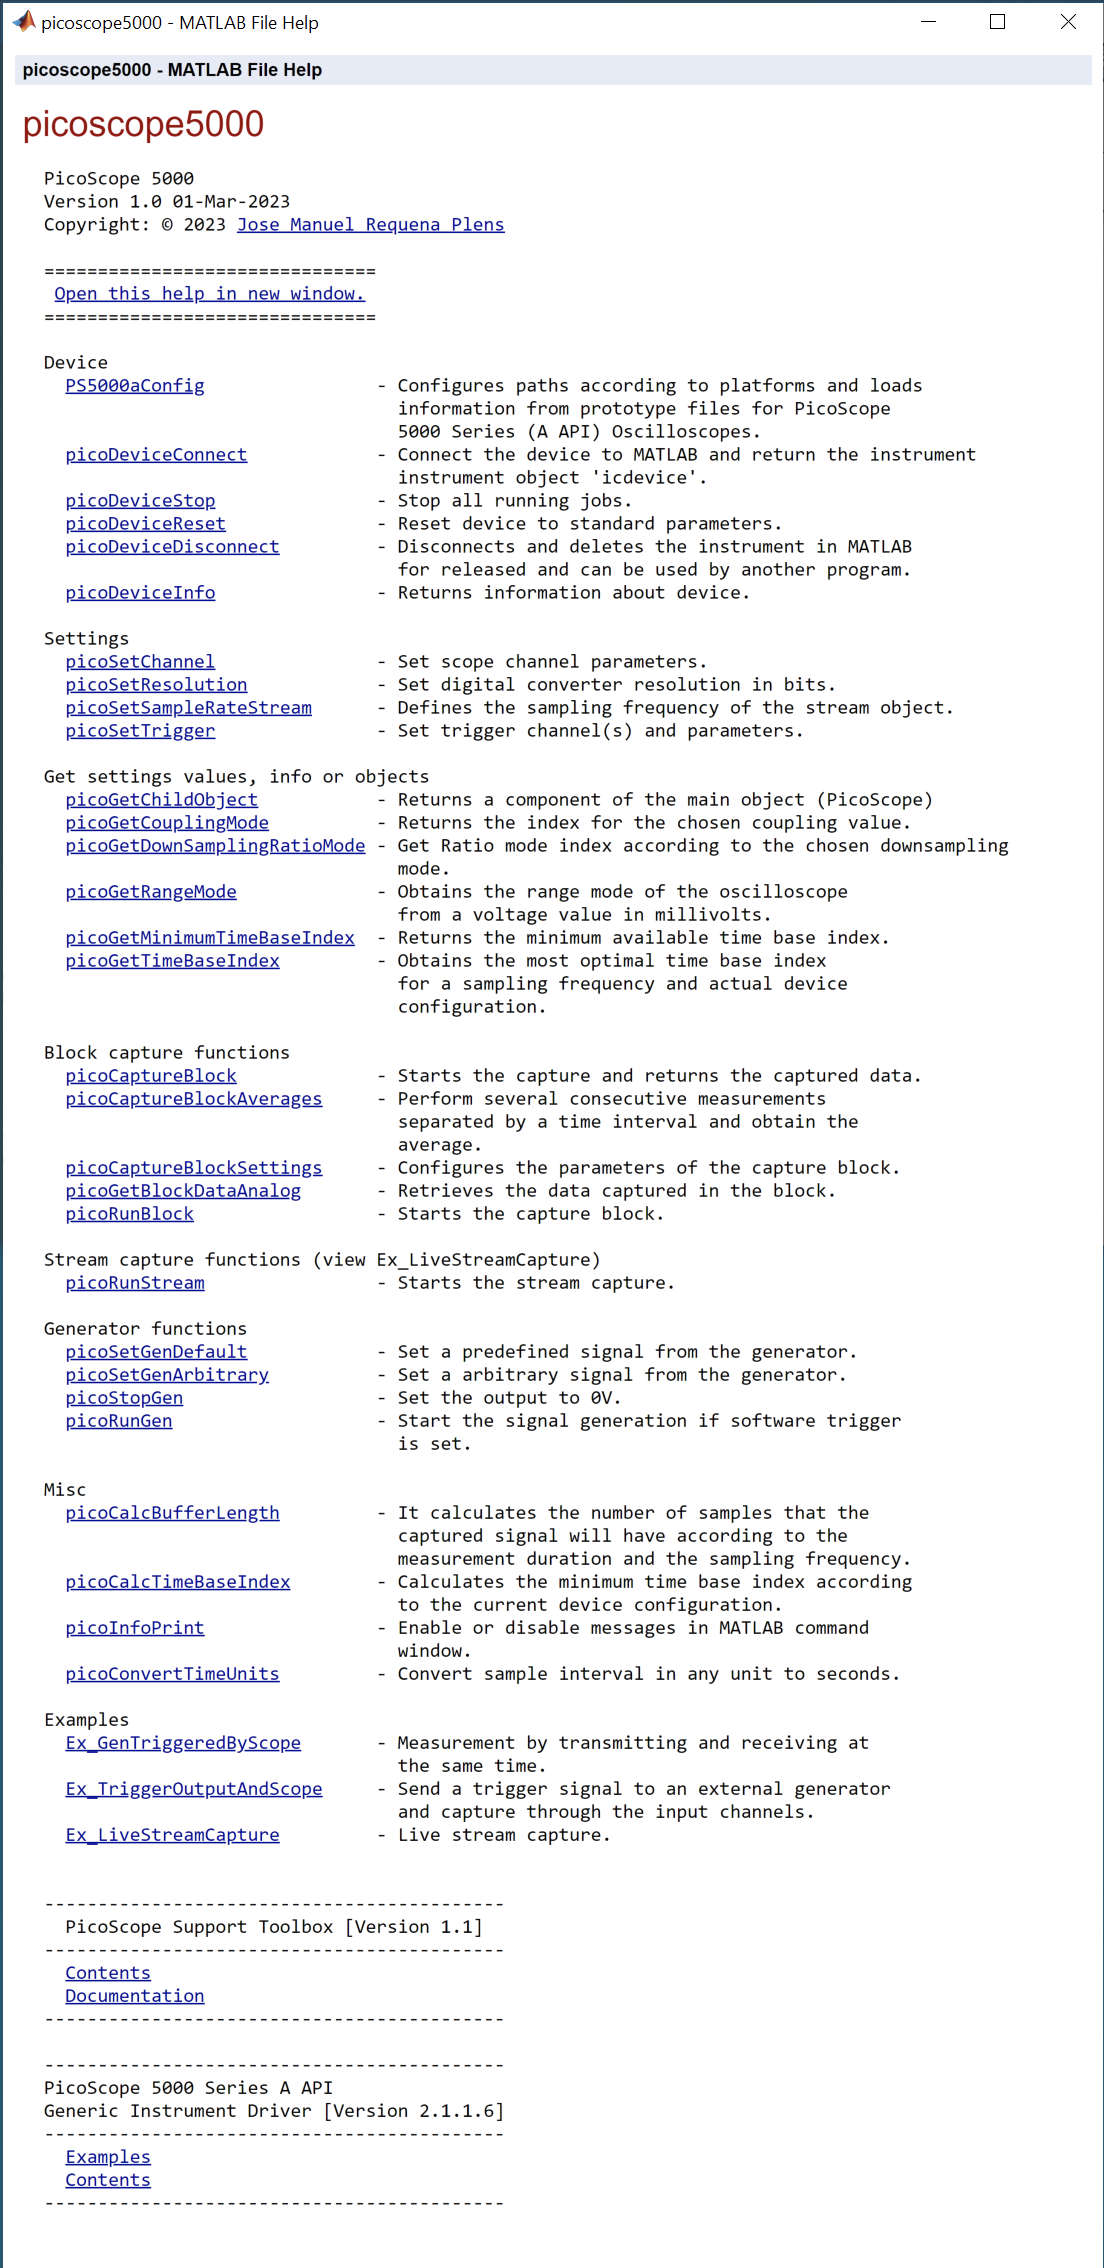 picoscope5000 - MATLAB File Help
picoscope5000 - MATLAB File Help
picoscope5000
PicoScope 5000
Version 1.0 01-Mar-2023
Copyright: © 2023 Jose Manuel Requena Plens
===============================
Open this help in new window.
===============================
Device
PS5000aConfig - Configures paths according to platforms and loads
information from prototype files for PicoScope
5000 Series (A API) Oscilloscopes.
picoDeviceConnect - Connect the device to MATLAB and return the instrument
instrument object 'icdevice'.
picoDeviceStop - Stop all running jobs.
picoDeviceReset - Reset device to standard parameters.
picoDeviceDisconnect - Disconnects and deletes the instrument in MATLAB
for released and can be used by another program.
picoDeviceInfo - Returns information about device.
Settings
picoSetChannel - Set scope channel parameters.
picoSetResolution - Set digital converter resolution in bits.
picoSetSampleRateStream - Defines the sampling frequency of the stream object.
picoSetTrigger - Set trigger channel(s) and parameters.
Get settings values, info or objects
picoGetChildObject - Returns a component of the main object (PicoScope)
picoGetCouplingMode - Returns the index for the chosen coupling value.
picoGetDownSamplingRatioMode - Get Ratio mode index according to the chosen downsampling
mode.
picoGetRangeMode - Obtains the range mode of the oscilloscope
from a voltage value in millivolts.
picoGetMinimumTimeBaseIndex - Returns the minimum available time base index.
picoGetTimeBaseIndex - Obtains the most optimal time base index
for a sampling frequency and actual device
configuration.
Block capture functions
picoCaptureBlock - Starts the capture and returns the captured data.
picoCaptureBlockAverages - Perform several consecutive measurements
separated by a time interval and obtain the
average.
picoCaptureBlockSettings - Configures the parameters of the capture block.
picoGetBlockDataAnalog - Retrieves the data captured in the block.
picoRunBlock - Starts the capture block.
Stream capture functions (view Ex_LiveStreamCapture)
picoRunStream - Starts the stream capture.
Generator functions
picoSetGenDefault - Set a predefined signal from the generator.
picoSetGenArbitrary - Set a arbitrary signal from the generator.
picoStopGen - Set the output to 0V.
picoRunGen - Start the signal generation if software trigger
is set.
Misc
picoCalcBufferLength - It calculates the number of samples that the
captured signal will have according to the
measurement duration and the sampling frequency.
picoCalcTimeBaseIndex - Calculates the minimum time base index according
to the current device configuration.
picoInfoPrint - Enable or disable messages in MATLAB command
window.
picoConvertTimeUnits - Convert sample interval in any unit to seconds.
Examples
Ex_GenTriggeredByScope - Measurement by transmitting and receiving at
the same time.
Ex_TriggerOutputAndScope - Send a trigger signal to an external generator
and capture through the input channels.
Ex_LiveStreamCapture - Live stream capture.
-------------------------------------------
PicoScope Support Toolbox [Version 1.1]
-------------------------------------------
Contents
Documentation
-------------------------------------------
-------------------------------------------
PicoScope 5000 Series A API
Generic Instrument Driver [Version 2.1.1.6]
-------------------------------------------
Examples
Contents
-------------------------------------------